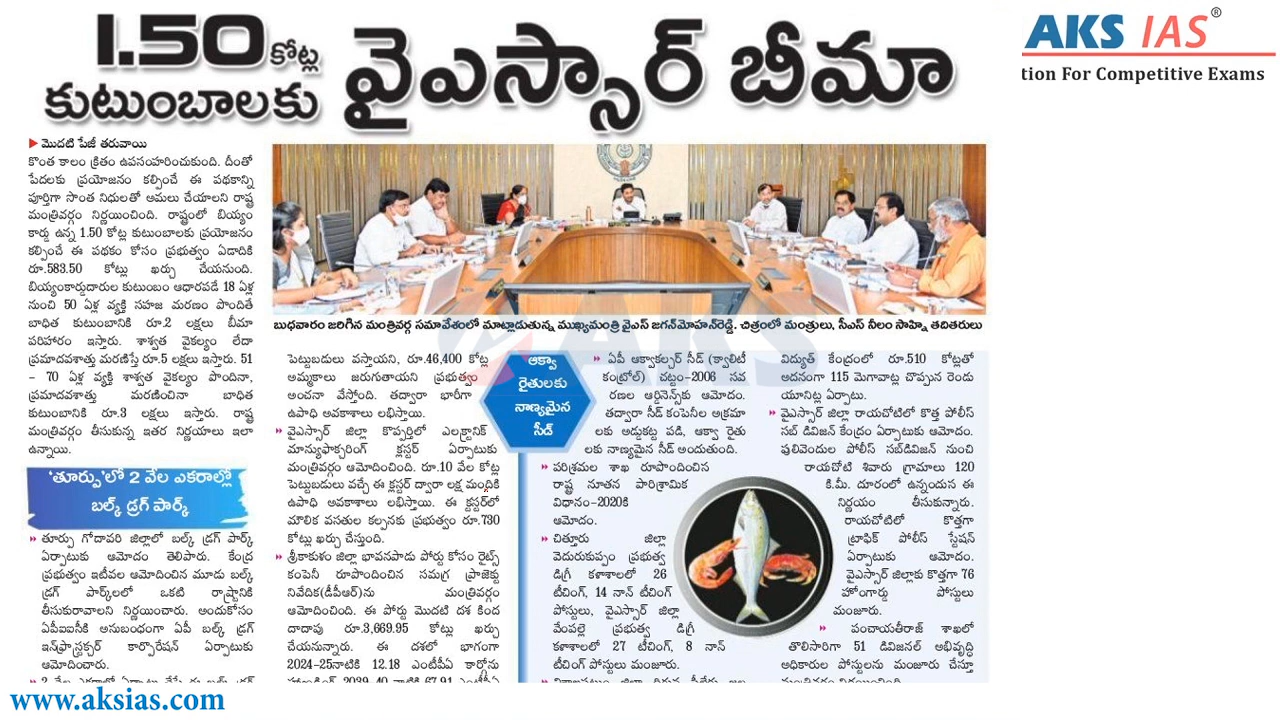 1.50 కోట్ల
కుటుంబాలకు
వైఎస్సార్ బీమా
AKS IAS®
tion For Competitive Exams
▶ మొదటి పేజీ తరువాయి
కొంత కాలం క్రితం ఉపసంహరించుకుంది. దీంతో
పేదలకు ప్రయోజనం కల్పించే ఈ పథకాన్ని
పూర్తిగా సొంత నిధులతో అమలు చేయాలని రాష్ట్ర
మంత్రివర్గం నిర్ణయించింది. రాష్ట్రంలో బియ్యం
కార్డు ఉన్న 1.50 కోట్ల కుటుంబాలకు ప్రయోజనం
కల్పించే ఈ పథకం కోసం ప్రభుత్వం ఏడాదికి
రూ.583.50 కోట్లు ఖర్చు చేయనుంది.
బియ్యంకార్డుదారుల కుటుంబం ఆధారపడే 18 ఏళ్ల
నుంచి 50 ఏళ్ల వ్యక్తి సహజ మరణం పొందితే
బాధిత కుటుంబానికి రూ.2 లక్షలు బీమా
పరిహారం ఇస్తారు. శాశ్వత వైకల్యం లేదా
ప్రమాదవశాత్తు మరణిస్తే రూ.5 లక్షలు ఇస్తారు. 51
– 70 ఏళ్ల వ్యక్తి శాశ్వత వైకల్యం పొందినా,
ప్రమాదవశాత్తు మరణించినా బాధిత
కుటుంబానికి రూ.3 లక్షలు ఇస్తారు. రాష్ట్ర
మంత్రివర్గం తీసుకున్న ఇతర నిర్ణయాలు ఇలా
ఉన్నాయి.
'తూర్పు'లో 2 వేల ఎకరాల్లో
బల్క్ డ్రగ్ పార్క్
తూర్పు గోదావరి జిల్లాలో బల్క్ డ్రగ్ పార్క్
ఏర్పాటుకు ఆమోదం తెలిపారు. కేంద్ర
ప్రభుత్వం ఇటీవల ఆమోదించిన మూడు బల్క్
డ్రగ్ పార్క్‌లలో ఒకటి రాష్ట్రానికి
తీసుకురావాలని నిర్ణయించారు. అందుకోసం
ఏపీఐఐసీకి అనుబంధంగా ఏపీ బల్క్ డ్రగ్
ఇన్‌ఫ్రాస్ట్రక్చర్ కార్పొరేషన్ ఏర్పాటుకు
ఆమోదించారు.
బుధవారం జరిగిన మంత్రివర్గ సమావేశంలో మాట్లాడుతున్న ముఖ్యమంత్రి వైఎస్ జగన్‌మోహన్‌రెడ్డి. చిత్రంలో మంత్రులు, సీఎస్ నీలం సాహ్ని తదితరులు
పెట్టుబడులు వస్తాయని, రూ.46,400 కోట్ల
అమ్మకాలు జరుగుతాయని ప్రభుత్వం
అంచనా వేస్తోంది. తద్వారా భారీగా
ఉపాధి అవకాశాలు లభిస్తాయి.
వైఎస్సార్ జిల్లా కొప్పర్తిలో ఎలక్ట్రానిక్
మాన్యుఫాక్చరింగ్ క్లస్టర్ ఏర్పాటుకు
మంత్రివర్గం ఆమోదించింది. రూ.10 వేల కోట్ల
పెట్టుబడులు వచ్చే ఈ క్లస్టర్ ద్వారా లక్ష మందికి
ఉపాధి అవకాశాలు లభిస్తాయి. ఈ క్లస్టర్‌లో
మౌలిక వసతుల కల్పనకు ప్రభుత్వం రూ.730
కోట్లు ఖర్చు చేస్తుంది.
శ్రీకాకుళం జిల్లా భావనపాడు పోర్టు కోసం రైట్స్
కంపెనీ రూపొందించిన సమగ్ర ప్రాజెక్టు
నివేదిక(డీపీఆర్)ను మంత్రివర్గం
ఆమోదించింది. ఈ పోర్టు మొదటి దశ కింద
దాదాపు రూ.3,669.95 కోట్లు ఖర్చు
చేయనున్నారు. ఈ దశలో భాగంగా
2024-25నాటికి 12.18 ఎంటీపీఏ కార్గోను
ఆక్వా
రైతులకు
నాణ్యమైన
సీడ్
ఏపీ ఆక్వాకల్చర్ సీడ్ (క్వాలిటీ
కంట్రోల్) చట్టం–2006 సవ
రణల ఆర్డినెన్స్‌కు ఆమోదం.
తద్వారా సీడ్ కంపెనీల అక్రమా
లకు అడ్డుకట్ట పడి, ఆక్వా రైతు
లకు నాణ్యమైన సీడ్ అందుతుంది.
పరిశ్రమల శాఖ రూపొందించిన
రాష్ట్ర నూతన పారిశ్రామిక
విధానం–2020కి
ఆమోదం.
చిత్తూరు జిల్లా
వెదురుకుప్పం ప్రభుత్వ
డిగ్రీ కళాశాలలో 26
టీచింగ్, 14 నాన్ టీచింగ్
పోస్టులు, వైఎస్సార్ జిల్లా
వేంపల్లె ప్రభుత్వ డిగ్రీ
కళాశాలలో 27 టీచింగ్, 8 నాన్
టీచింగ్ పోస్టులు మంజూరు.
విద్యుత్ కేంద్రంలో రూ.510 కోట్లతో
అదనంగా 115 మెగావాట్ల చొప్పున రెండు
యూనిట్ల ఏర్పాటు.
వైఎస్సార్ జిల్లా రాయచోటిలో కొత్త పోలీస్
సబ్ డివిజన్ కేంద్రం ఏర్పాటుకు ఆమోదం.
పులివెందుల పోలీస్ సబ్‌డివిజన్ నుంచి
రాయచోటి శివారు గ్రామాలు 120
కి.మీ. దూరంలో ఉన్నందున ఈ
నిర్ణయం తీసుకున్నారు.
రాయచోటిలో కొత్తగా
ట్రాఫిక్ పోలీస్ స్టేషన్
ఏర్పాటుకు ఆమోదం.
వైఎస్సార్ జిల్లాకు కొత్తగా 76
హోంగార్డు పోస్టులు
మంజూరు.
పంచాయతీరాజ్ శాఖలో
తొలిసారిగా 51 డివిజనల్ అభివృద్ధి
అధికారుల పోస్టులను మంజూరు చేస్తూ
www.aksias.com